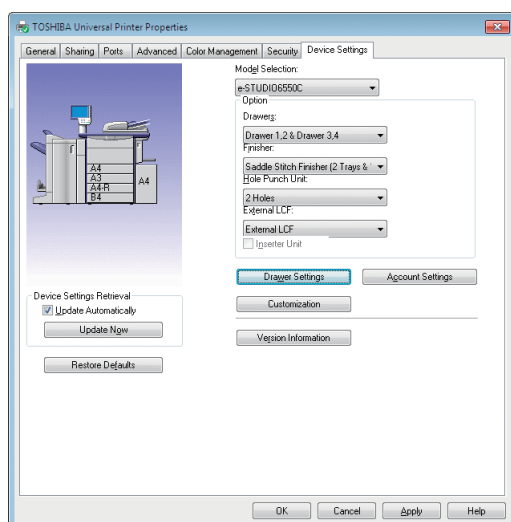 TOSHIBA Universal Printer Properties
General Sharing Ports Advanced Color Management Security Device Settings
Model Selection:
e-STUDIO6550C
Option
Drawers:
Drawer 1,2 & Drawer 3,4
Finisher:
Saddle Stitch Finisher (2 Trays &
Hole Punch Unit:
2 Holes
External LCF:
External LCF
Inserter Unit
A4
A3
A4-R
B4
A4
Drawer Settings Account Settings
Device Settings Retrieval
Update Automatically
Update Now
Customization
Version Information
Restore Defaults
OK Cancel Apply Help